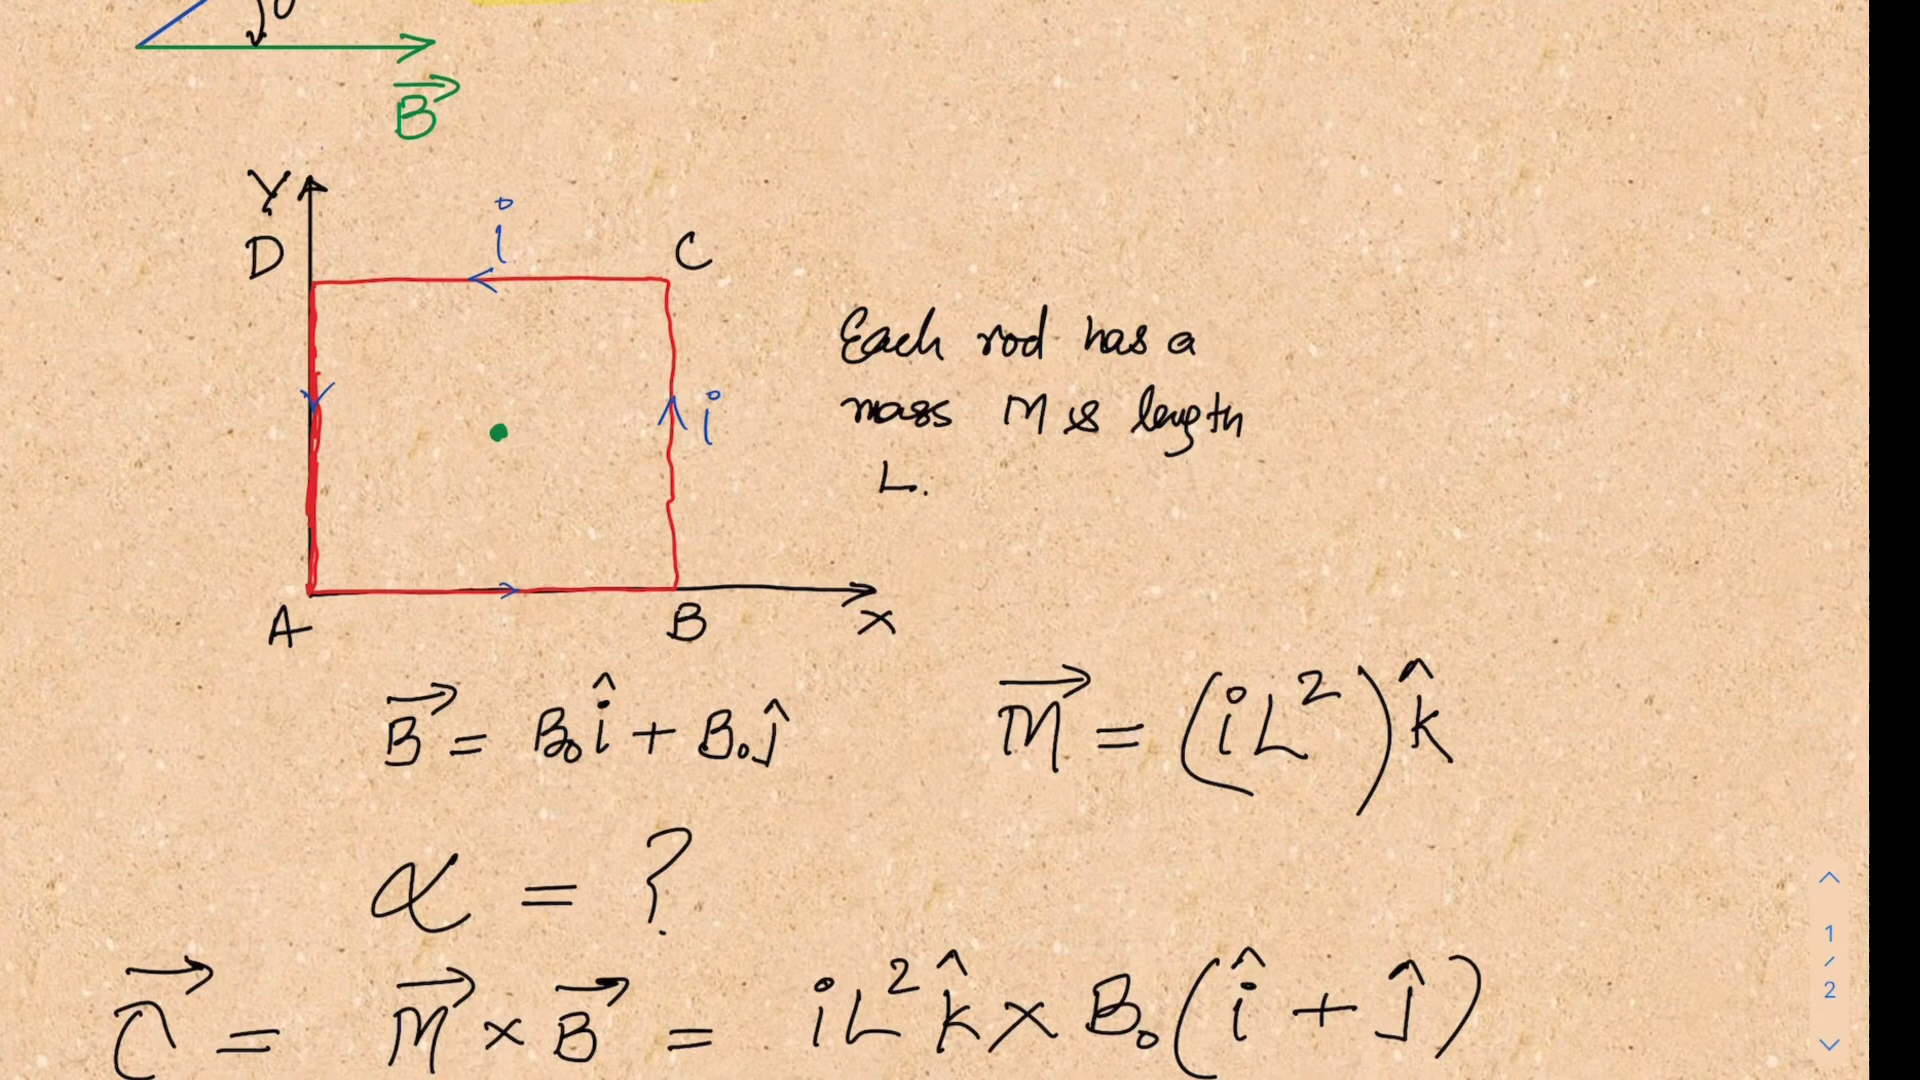 θ
B⃗
Y
D
i
C
i
Each rod has a
mass M & length
L.
A
B
X
B⃗ = B₀î + B₀ĵ
M⃗ = (iL²)k̂
α = ?
M⃗ × B⃗ = iL²k̂ × B₀(î + ĵ)
1
/
2